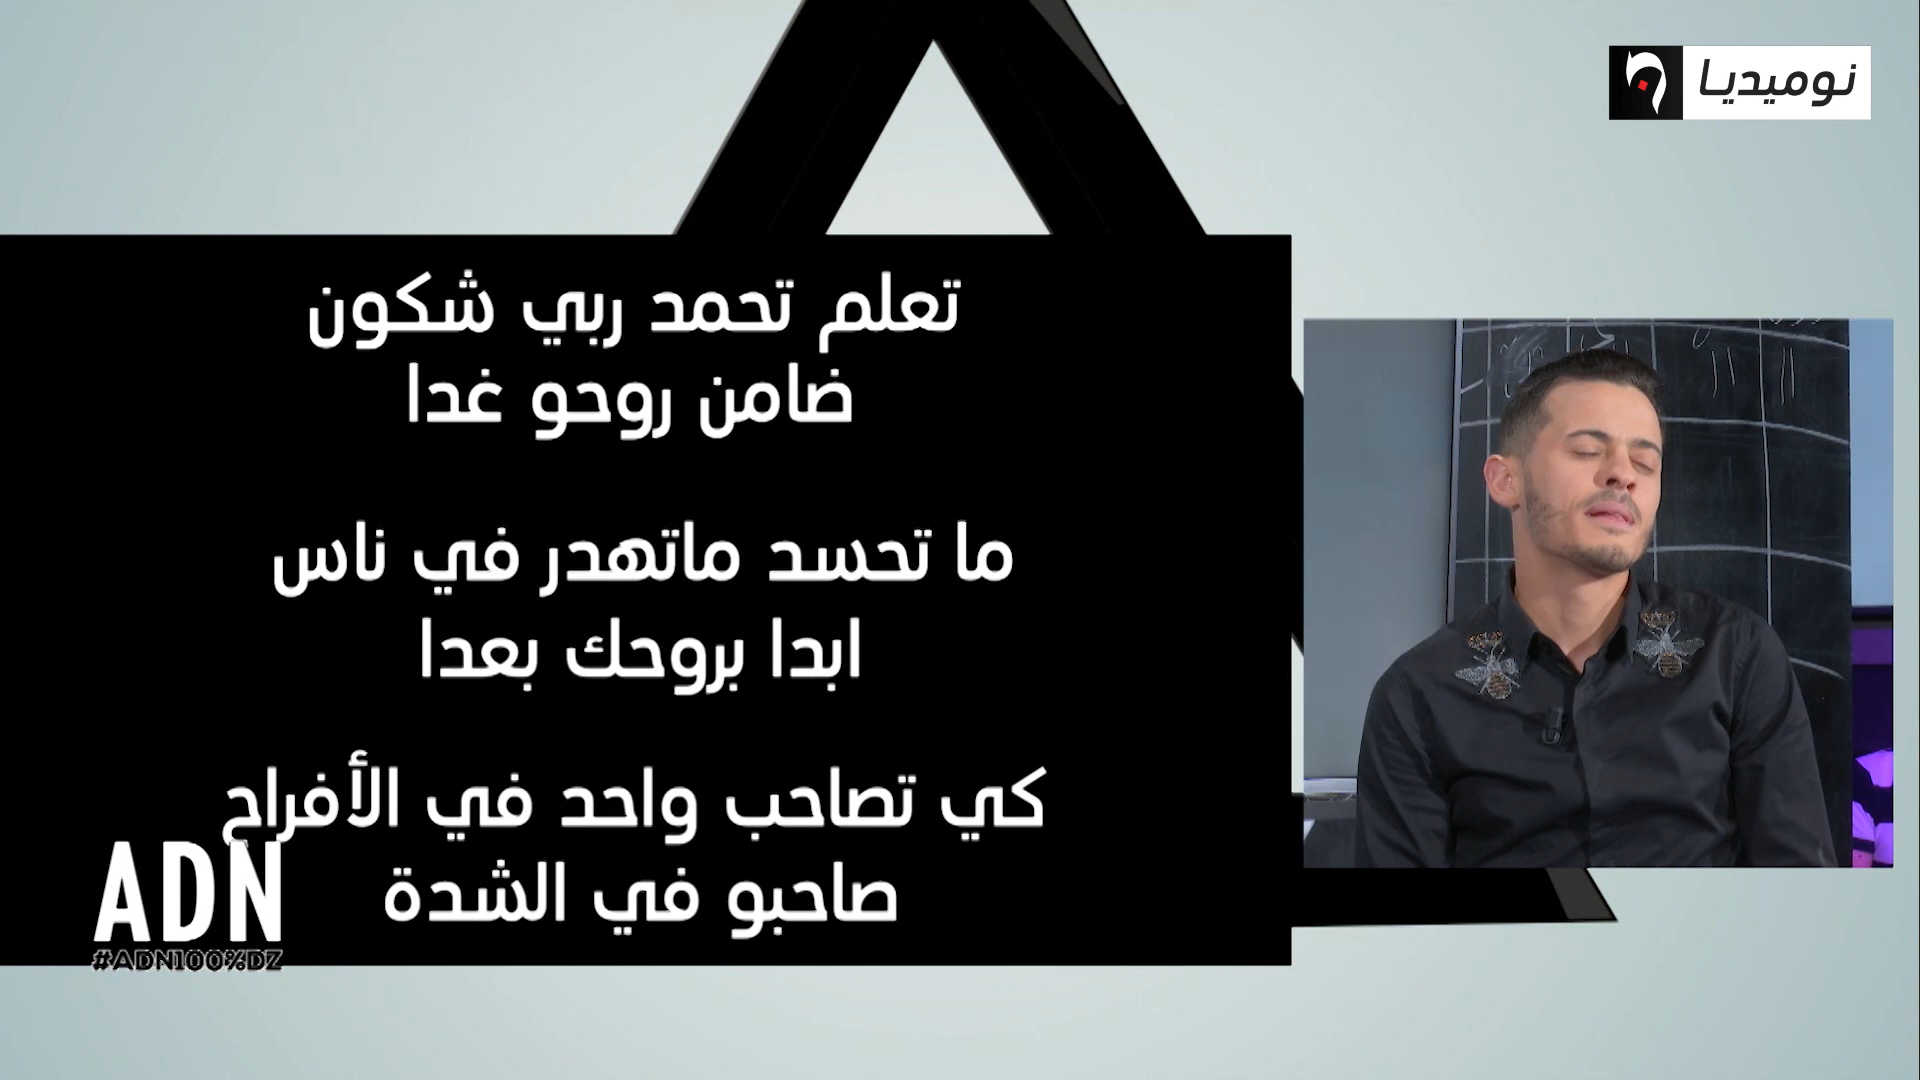 نوميديا
تعلم تحمد ربي شكون
ضامن روحو غدا
ما تحسد ماتهدر في ناس
ابدا بروحك بعدا
كي تصاحب واحد في الأفراح
صاحبو في الشدة
ADN
#ADN100%DZ